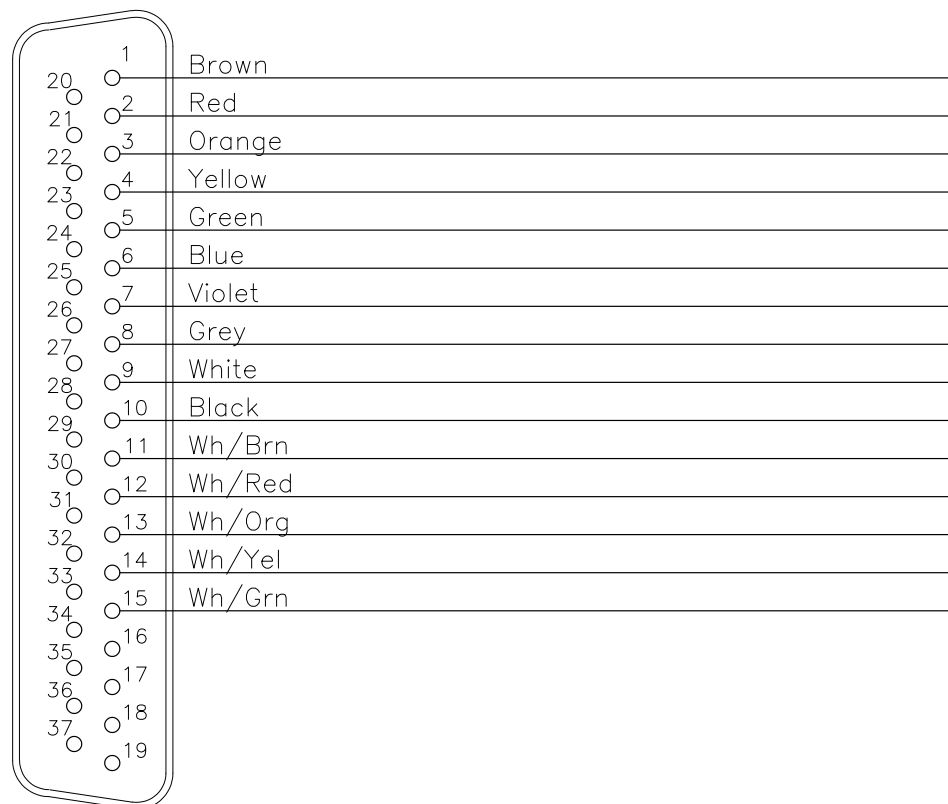 1 Brown
20
2 Red
21
3 Orange
22
4 Yellow
23
5 Green
24
6 Blue
25
7 Violet
26
8 Grey
27
9 White
28
10 Black
29
11 Wh/Brn
30
12 Wh/Red
31
13 Wh/Org
32
14 Wh/Yel
33
15 Wh/Grn
34
16
35
17
36
18
37
19